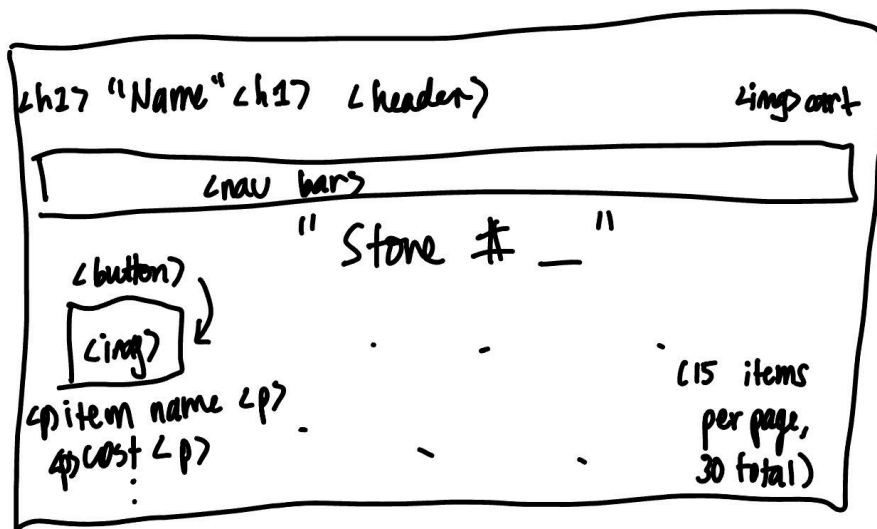 <h1> "Name" <h1> <header> <img> cart
<nav bar>
"Store # _"
<button>
<img>
<p> item name <p>
<p> cost <p>
(15 items
per page,
30 total)